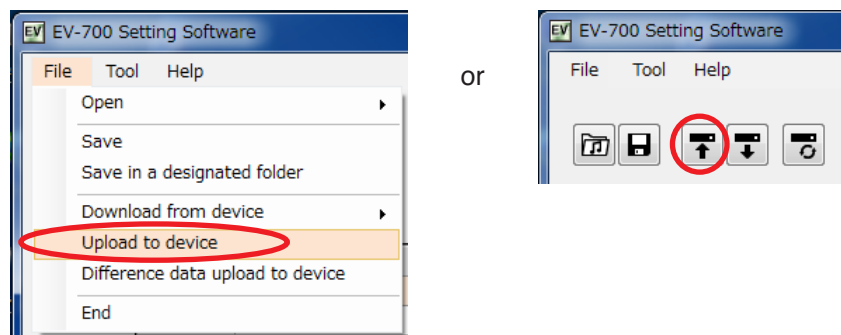 EV EV-700 Setting Software
File Tool Help
Open
Save
Save in a designated folder
Download from device
Upload to device
Difference data upload to device
End
or
EV EV-700 Setting Software
File Tool Help